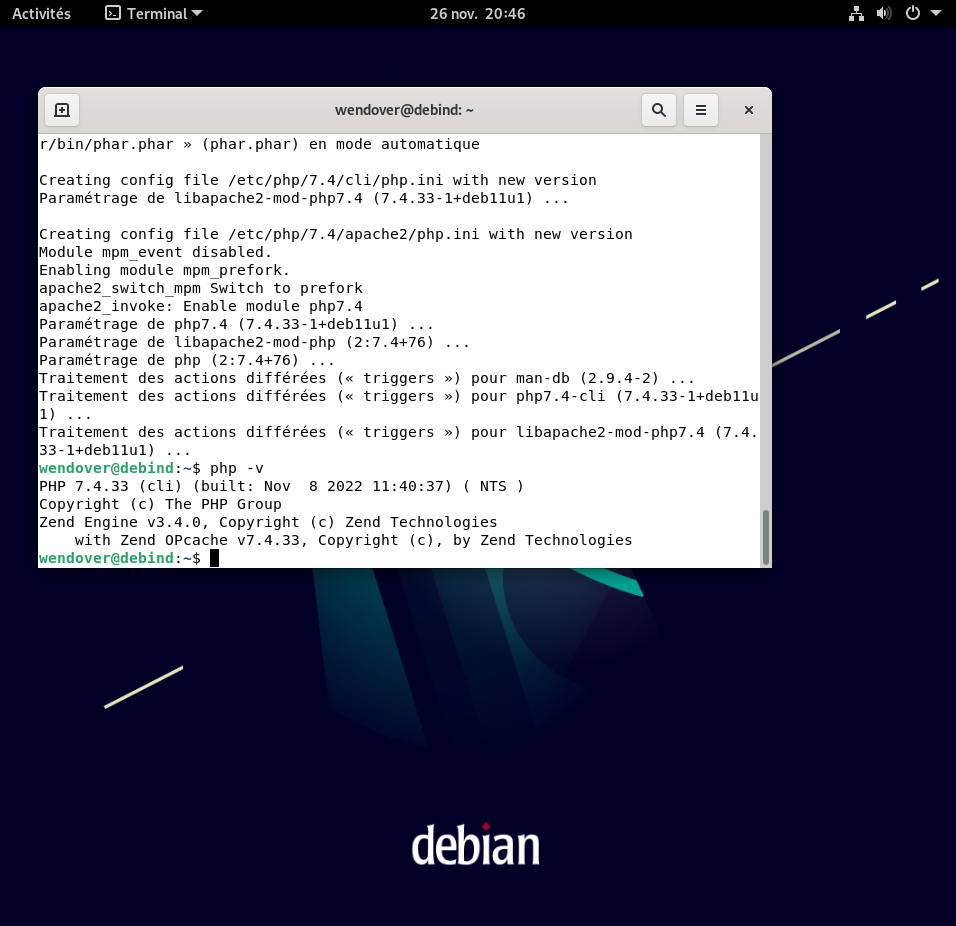 Activités Terminal 26 nov. 20:46
wendover@debind: ~
r/bin/phar.phar » (phar.phar) en mode automatique
Creating config file /etc/php/7.4/cli/php.ini with new version
Paramétrage de libapache2-mod-php7.4 (7.4.33-1+deb11u1) ...
Creating config file /etc/php/7.4/apache2/php.ini with new version
Module mpm_event disabled.
Enabling module mpm_prefork.
apache2_switch_mpm Switch to prefork
apache2_invoke: Enable module php7.4
Paramétrage de php7.4 (7.4.33-1+deb11u1) ...
Paramétrage de libapache2-mod-php (2:7.4+76) ...
Paramétrage de php (2:7.4+76) ...
Traitement des actions différées (« triggers ») pour man-db (2.9.4-2) ...
Traitement des actions différées (« triggers ») pour php7.4-cli (7.4.33-1+deb11u
1) ...
Traitement des actions différées (« triggers ») pour libapache2-mod-php7.4 (7.4.
33-1+deb11u1) ...
wendover@debind:~$ php -v
PHP 7.4.33 (cli) (built: Nov  8 2022 11:40:37) ( NTS )
Copyright (c) The PHP Group
Zend Engine v3.4.0, Copyright (c) Zend Technologies
    with Zend OPcache v7.4.33, Copyright (c), by Zend Technologies
wendover@debind:~$
debian